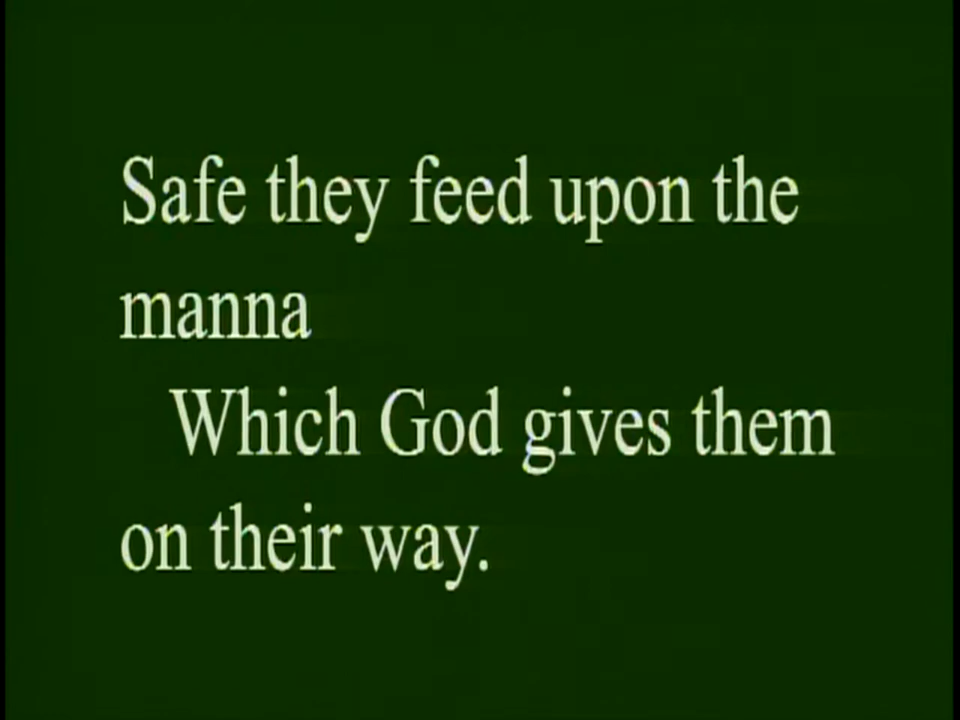 Safe they feed upon the
manna
Which God gives them
on their way.